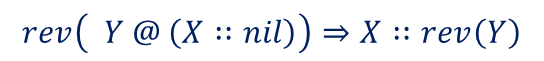 rev( Y @ (X :: nil)) ⇒ X :: rev(Y)